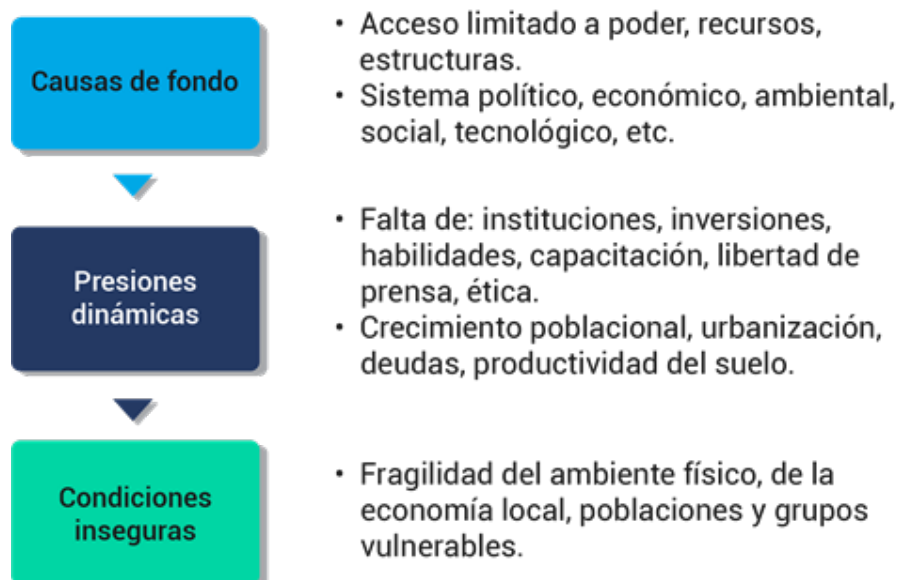 Causas de fondo
• Acceso limitado a poder, recursos,
estructuras.
• Sistema político, económico, ambiental,
social, tecnológico, etc.
Presiones
dinámicas
• Falta de: instituciones, inversiones,
habilidades, capacitación, libertad de
prensa, ética.
• Crecimiento poblacional, urbanización,
deudas, productividad del suelo.
Condiciones
inseguras
• Fragilidad del ambiente físico, de la
economía local, poblaciones y grupos
vulnerables.